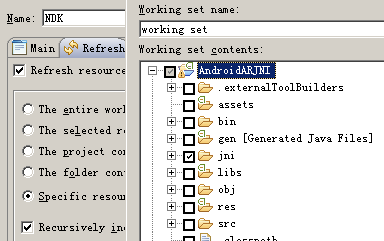 Name: NDK
Main
Refresh
Refresh resource
The entire work
The selected re
The project con
The folder cont
Specific resou
Recursively in
Working set name:
working set
Working set contents:
AndroidARJNI
.externalToolBuilders
assets
bin
gen [Generated Java Files]
jni
libs
obj
res
src
.classpath